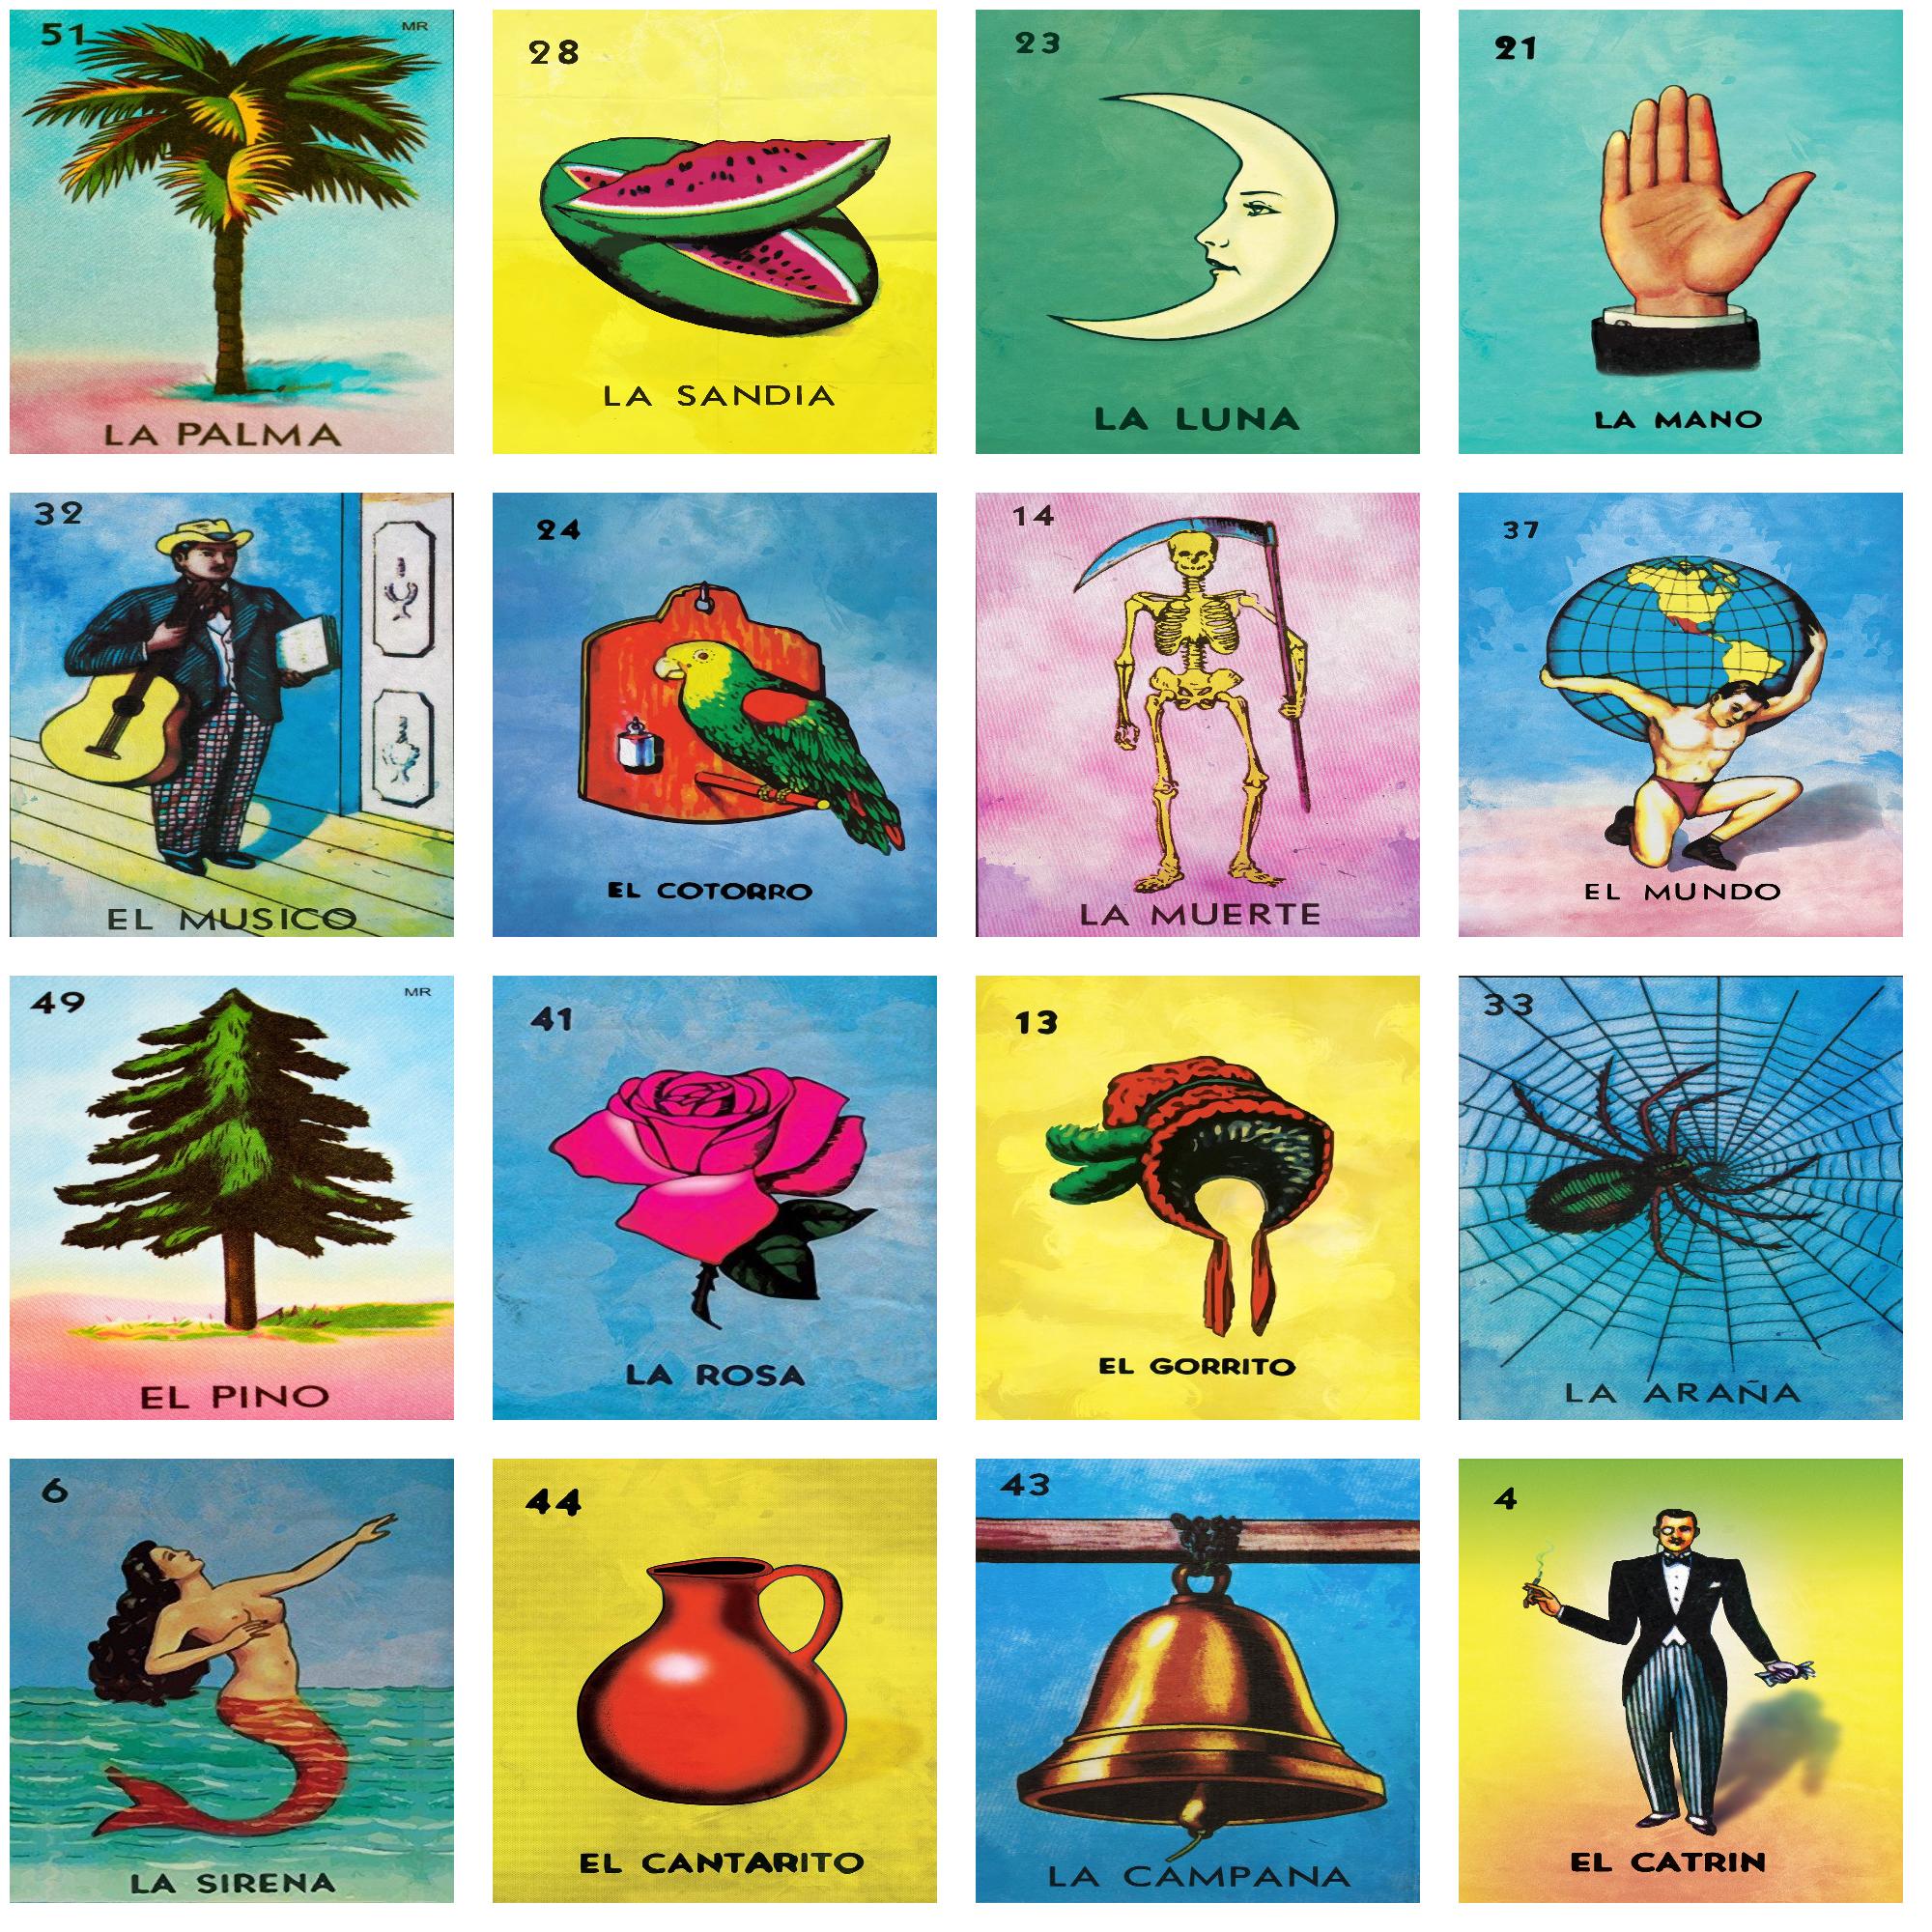 51 MR
LA PALMA
28
LA SANDIA
23
LA LUNA
21
LA MANO
32
EL MUSICO
24
EL COTORRO
14
LA MUERTE
37
EL MUNDO
49 MR
EL PINO
41
LA ROSA
13
EL GORRITO
33
LA ARAÑA
6
LA SIRENA
44
EL CANTARITO
43
LA CAMPANA
4
EL CATRIN